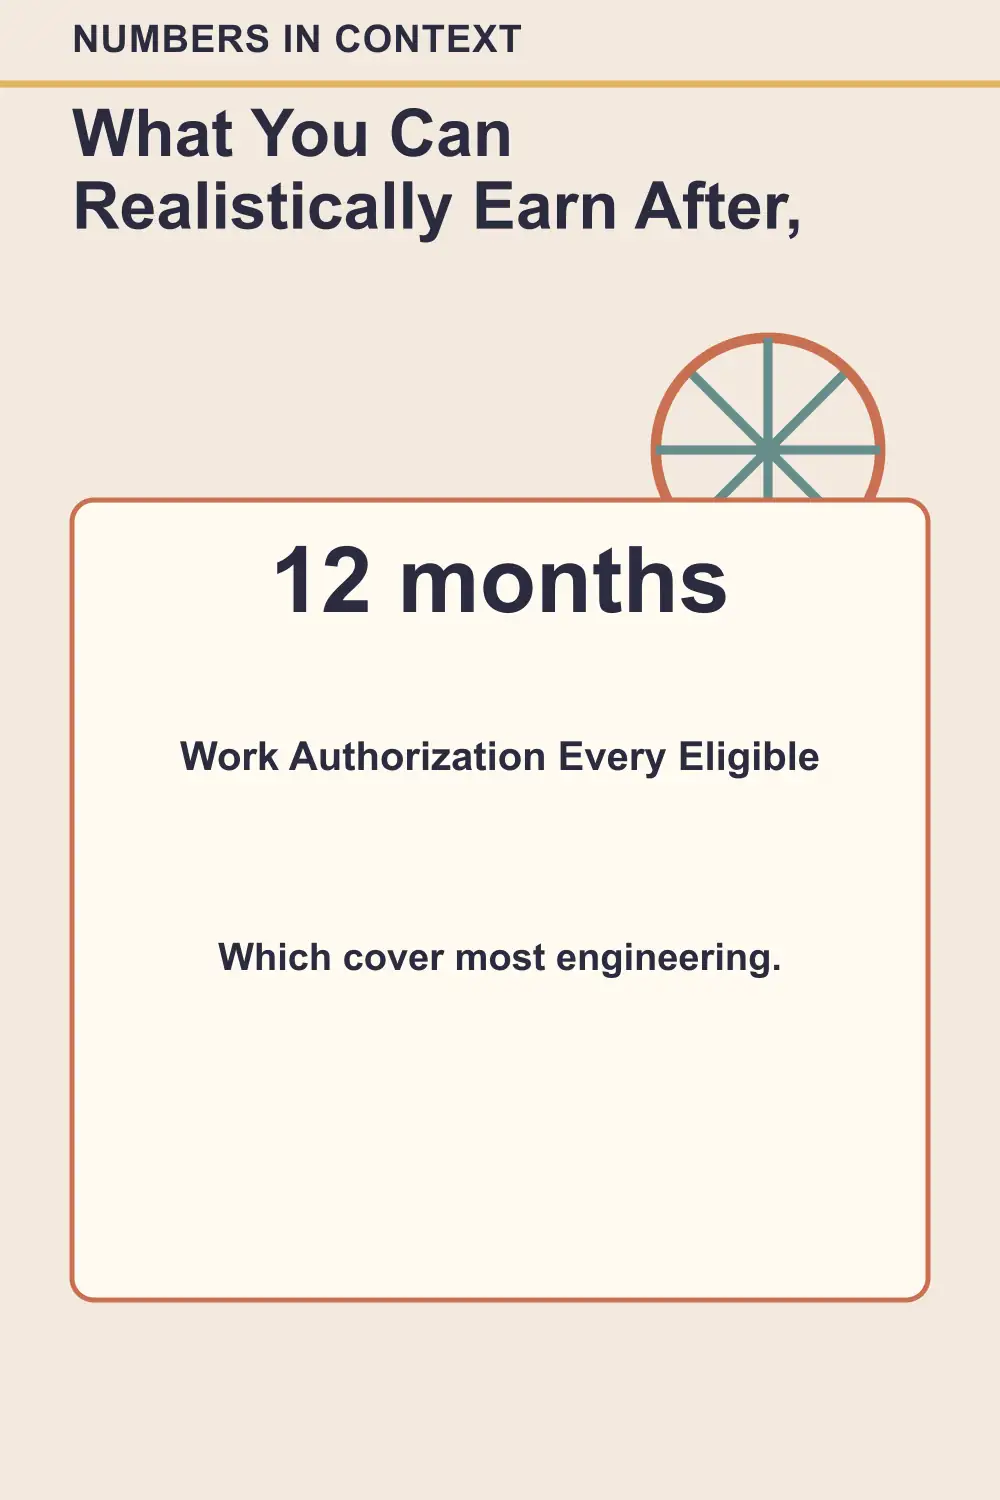 NUMBERS IN CONTEXT
What You Can
Realistically Earn After,
12 months
Work Authorization Every Eligible
Which cover most engineering.